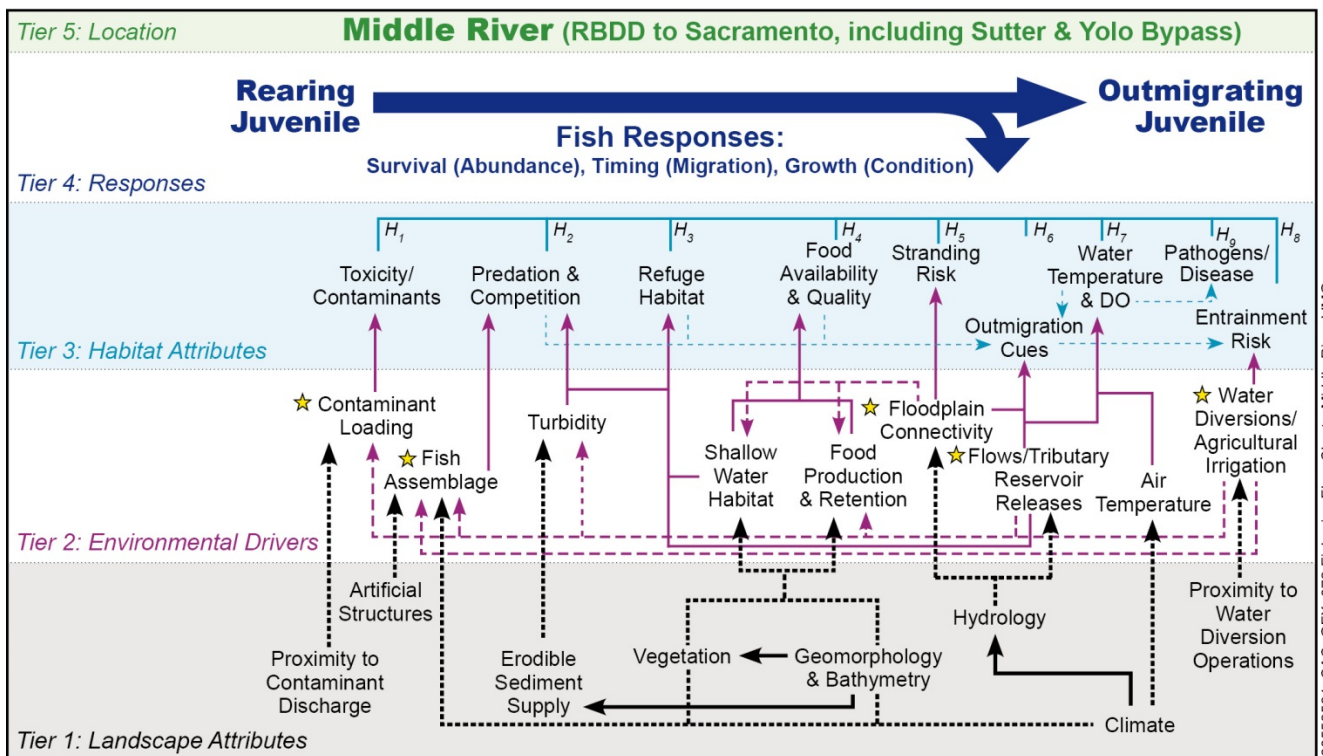 Tier 5: Location
Middle River (RBDD to Sacramento, including Sutter & Yolo Bypass)
Rearing
Juvenile
Outmigrating
Juvenile
Fish Responses:
Survival (Abundance), Timing (Migration), Growth (Condition)
Tier 4: Responses
H1
H2
H3
H4
H5
H6
H7
H9
H8
Toxicity/
Contaminants
Predation &
Competition
Refuge
Habitat
Food
Availability
& Quality
Stranding
Risk
Water
Temperature
& DO
Pathogens/
Disease
Outmigration
Cues
Entrainment
Risk
Tier 3: Habitat Attributes
Contaminant
Loading
Fish
Assemblage
Turbidity
Shallow
Water
Habitat
Food
Production
& Retention
Floodplain
Connectivity
Flows/Tributary
Reservoir
Releases
Air
Temperature
Water
Diversions/
Agricultural
Irrigation
Tier 2: Environmental Drivers
Artificial
Structures
Proximity to
Contaminant
Discharge
Erodible
Sediment
Supply
Vegetation
Geomorphology
& Bathymetry
Hydrology
Climate
Proximity to
Water
Diversion
Operations
Tier 1: Landscape Attributes